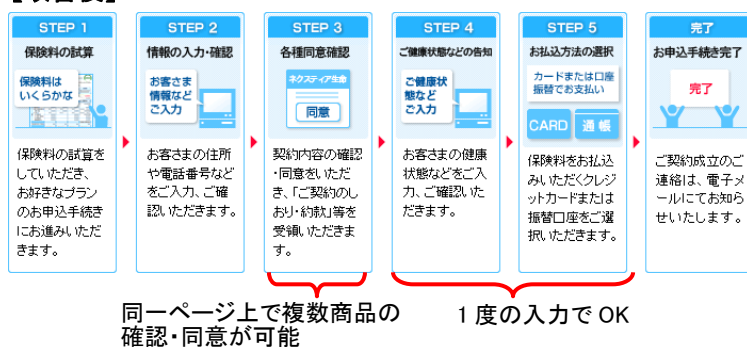 STEP 1
保険料の試算
保険料は
いくらかな
保険料の試算を
していただき、
お好きなプラン
のお申込手続き
にお進みいただ
きます。
STEP 2
情報の入力・確認
お客さま
情報など
ご入力
お客さまの住所
や電話番号など
をご入力、ご確
認いただきます。
STEP 3
各種同意確認
ネクスティア生命
同意
契約内容の確認
・同意をいただ
き、「ご契約のし
おり・約款」等を
受領いただきま
す。
STEP 4
ご健康状態などの告知
ご健康状
態など
ご入力
お客さまの健康
状態などをご入
力、ご確認いた
だきます。
STEP 5
お払込方法の選択
カードまたは口座
振替でお支払い
CARD 通帳
保険料をお払込
みいただくクレジ
ットカードまたは
振替口座をご選
択いただきます。
完了
お申込手続き完了
完了
ご契約成立のご
連絡は、電子メ
ールにてお知ら
せいたします。
同一ページ上で複数商品の
確認・同意が可能
1度の入力でOK